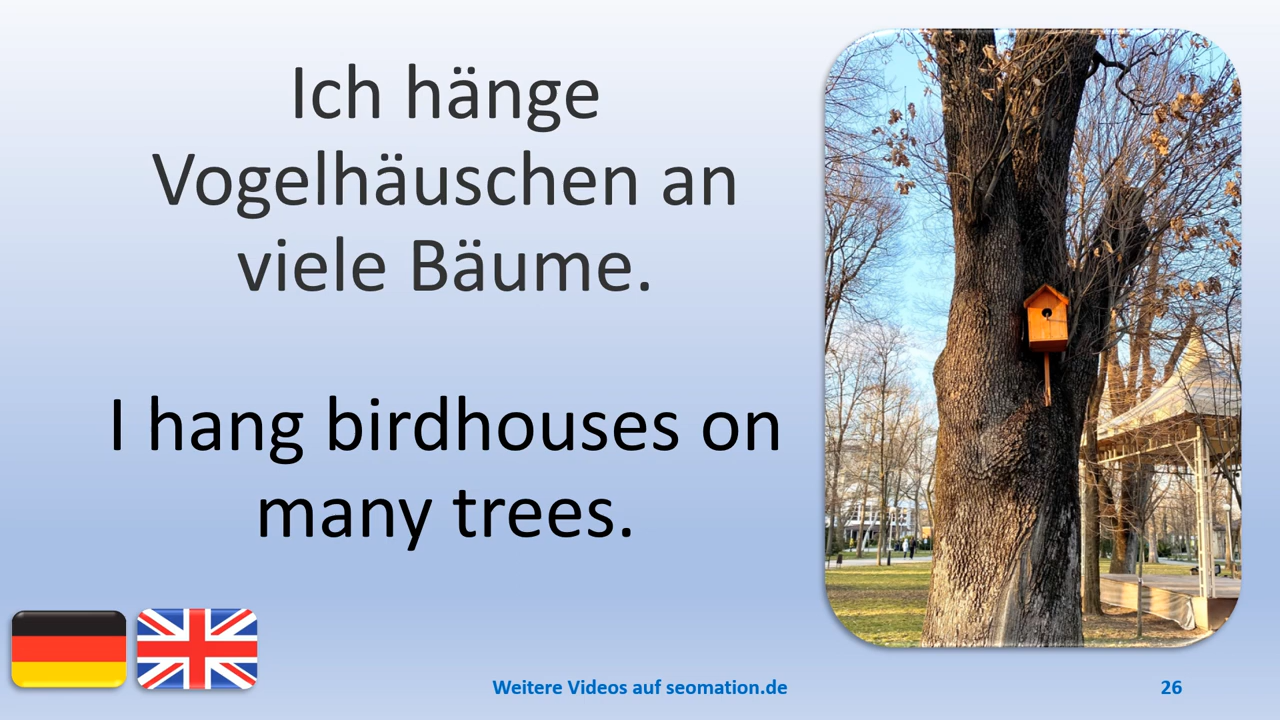 Ich hänge
Vogelhäuschen an
viele Bäume.
I hang birdhouses on
many trees.
Weitere Videos auf seomation.de
26